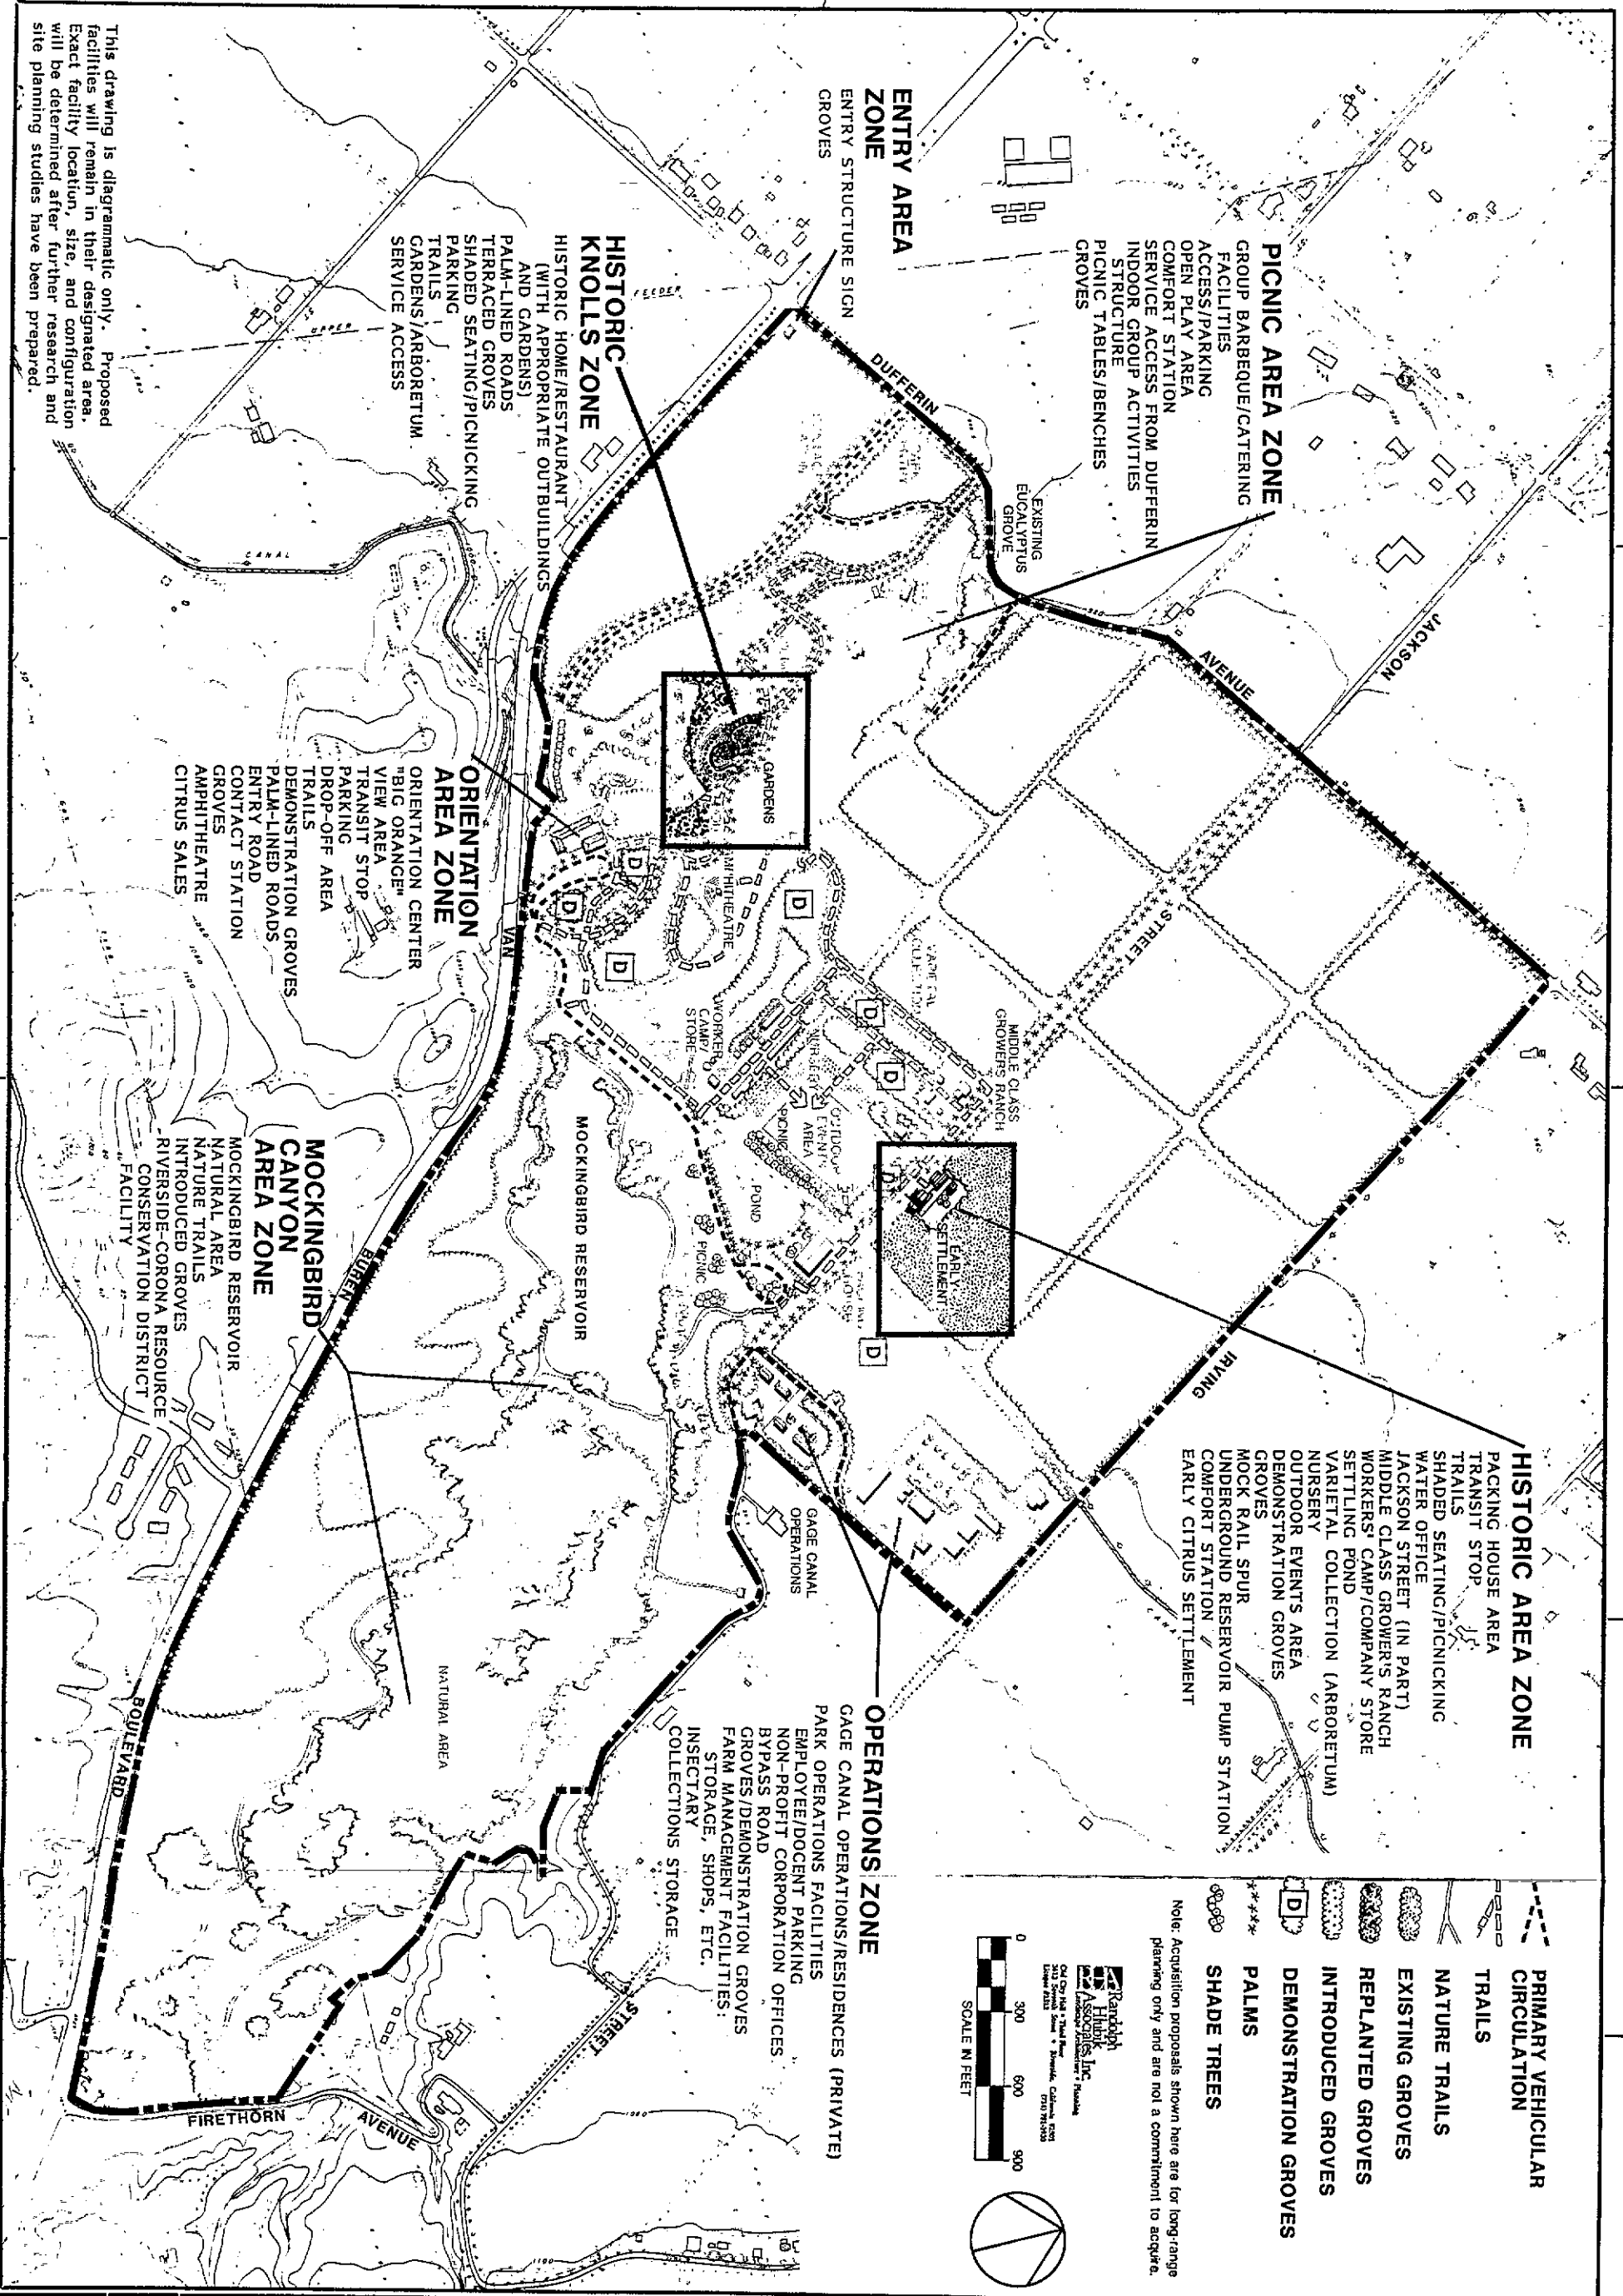 ENTRY AREA
ZONE
ENTRY STRUCTURE SIGN
GROVES
PICNIC AREA ZONE
GROUP BARBEQUE/CATERING
FACILITIES
ACCESS/PARKING
OPEN PLAY AREA
COMFORT STATION
SERVICE ACCESS FROM DUFFERIN
INDOOR GROUP ACTIVITIES
STRUCTURE
PICNIC TABLES/BENCHES
GROVES
HISTORIC AREA ZONE
PACKING HOUSE AREA
TRANSIT STOP
TRAILS
SHADED SEATING/PICNICKING
WATER OFFICE
JACKSON STREET (IN PART)
MIDDLE CLASS GROWER'S RANCH
WORKERS' CAMP/COMPANY STORE
SETTLING POND
VARIETAL COLLECTION (ARBORETUM)
NURSERY
OUTDOOR EVENTS AREA
DEMONSTRATION GROVES
GROVES
MOCK RAIL SPUR
UNDERGROUND RESERVOIR PUMP STATION
COMFORT STATION
EARLY CITRUS SETTLEMENT
PRIMARY VEHICULAR
CIRCULATION
TRAILS
NATURE TRAILS
EXISTING GROVES
REPLANTED GROVES
INTRODUCED GROVES
D
DEMONSTRATION GROVES
PALMS
SHADE TREES
Note: Acquisition proposals shown here are for long-range
planning only and are not a commitment to acquire.
Randolph
Hlubik
Associates, Inc.
0 300 600 900
SCALE IN FEET
HISTORIC
KNOLLS ZONE
HISTORIC HOME/RESTAURANT
(WITH APPROPRIATE OUTBUILDINGS
AND GARDENS)
PALM-LINED ROADS
TERRACED GROVES
SHADED SEATING/PICNICKING
PARKING
TRAILS
GARDENS/ARBORETUM
SERVICE ACCESS
ORIENTATION
AREA ZONE
ORIENTATION CENTER
"BIG ORANGE"
VIEW AREA
TRANSIT STOP
PARKING
DROP-OFF AREA
TRAILS
DEMONSTRATION GROVES
PALM-LINED ROADS
ENTRY ROAD
CONTACT STATION
GROVES
AMPHITHEATRE
CITRUS SALES
MOCKINGBIRD
CANYON
AREA ZONE
MOCKINGBIRD RESERVOIR
NATURAL AREA
NATURE TRAILS
INTRODUCED GROVES
RIVERSIDE-CORONA RESOURCE
CONSERVATION DISTRICT
FACILITY
OPERATIONS ZONE
GAGE CANAL OPERATIONS/RESIDENCES (PRIVATE)
PARK OPERATIONS FACILITIES
EMPLOYEE/DOCENT PARKING
NON-PROFIT CORPORATION OFFICES
BYPASS ROAD
GROVES/DEMONSTRATION GROVES
FARM MANAGEMENT FACILITIES:
STORAGE, SHOPS, ETC.
INSECTARY
COLLECTIONS STORAGE
This drawing is diagrammatic only. Proposed
facilities will remain in their designated area.
Exact facility location, size, and configuration
will be determined after further research and
site planning studies have been prepared.
JACKSON
STREET
DUFFERIN
AVENUE
IRVING
STREET
VAN
BUREN
BOULEVARD
FIRETHORN
AVENUE
EXISTING
EUCALYPTUS
GROVE
FEEDER
UPPER
CANAL
CANAL
GARDENS
AMPHITHEATRE
MIDDLE CLASS
GROWERS RANCH
WORKER
CAMP/
STORE
PICNIC
POND
PICNIC
EARLY
SETTLEMENT
MOCKINGBIRD RESERVOIR
GAGE CANAL
OPERATIONS
NATURAL AREA
D
D
D
D
D
D
D